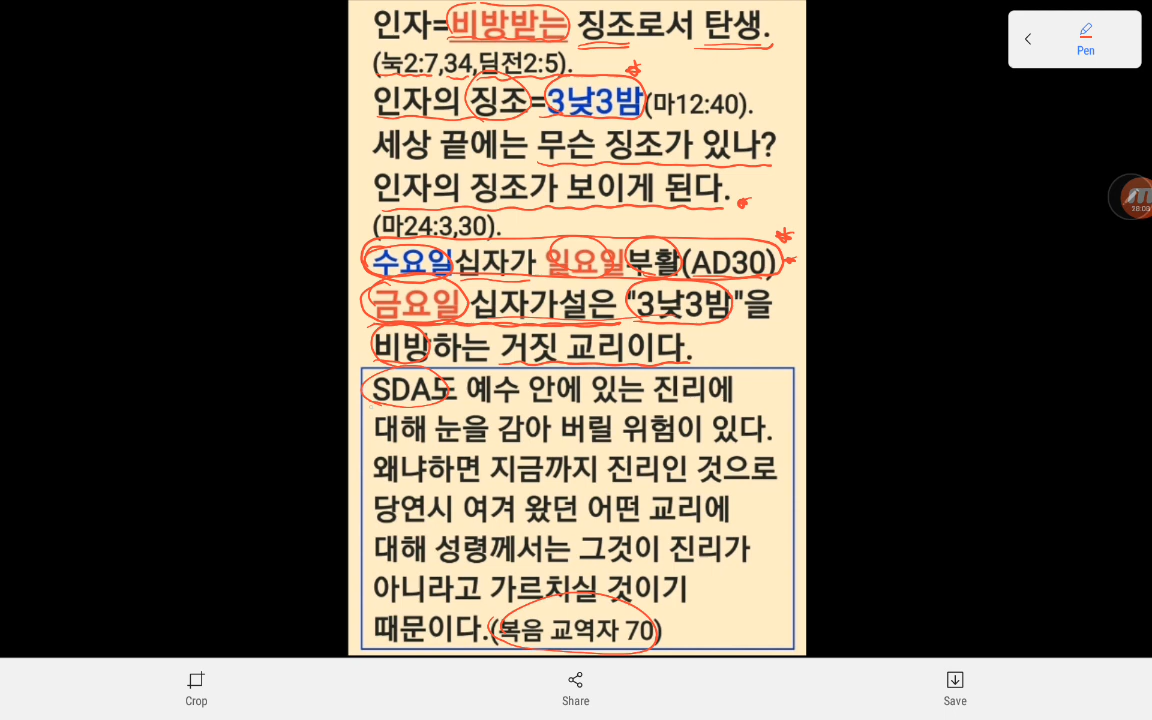 인자=비방받는 징조로서 탄생.
(눅2:7,34,딤전2:5).
인자의 징조=3낮3밤(마12:40).
세상 끝에는 무슨 징조가 있나?
인자의 징조가 보이게 된다.
(마24:3,30).
수요일십자가 일요일부활(AD30)
금요일 십자가설은 "3낮3밤"을
비방하는 거짓 교리이다.
SDA도 예수 안에 있는 진리에
대해 눈을 감아 버릴 위험이 있다.
왜냐하면 지금까지 진리인 것으로
당연시 여겨 왔던 어떤 교리에
대해 성령께서는 그것이 진리가
아니라고 가르치실 것이기
때문이다.(복음 교역자 70)
Pen
18:03
Crop
Share
Save